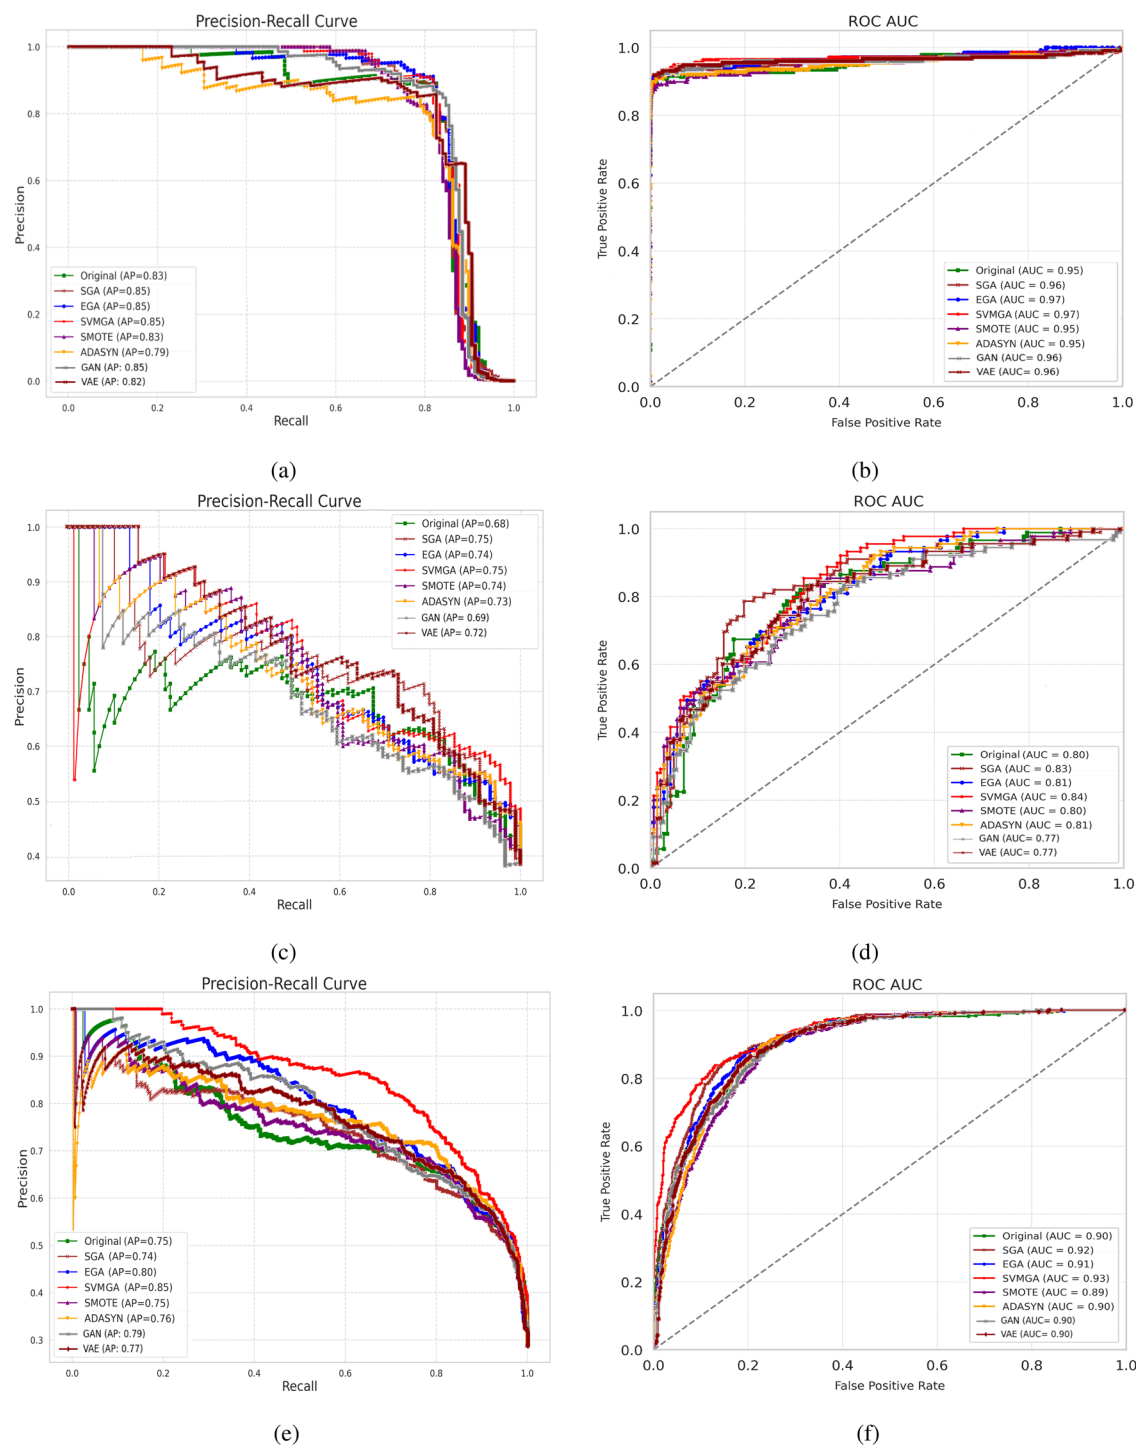 Precision-Recall Curve
1.0
0.8
0.6
0.4
0.2
0.0
Precision
Original (AP=0.83)
SGA (AP=0.85)
EGA (AP=0.85)
SVMGA (AP=0.85)
SMOTE (AP=0.83)
ADASYN (AP=0.79)
GAN (AP: 0.85)
VAE (AP: 0.82)
0.0 0.2 0.4 0.6 0.8 1.0
Recall
(a)
ROC AUC
1.0
0.8
0.6
0.4
0.2
0.0
True Positive Rate
Original (AUC = 0.95)
SGA (AUC = 0.96)
EGA (AUC = 0.97)
SVMGA (AUC = 0.97)
SMOTE (AUC = 0.95)
ADASYN (AUC = 0.95)
GAN (AUC= 0.96)
VAE (AUC= 0.96)
0.0 0.2 0.4 0.6 0.8 1.0
False Positive Rate
(b)
Precision-Recall Curve
1.0
0.9
0.8
0.7
0.6
0.5
0.4
Precision
Original (AP=0.68)
SGA (AP=0.75)
EGA (AP=0.74)
SVMGA (AP=0.75)
SMOTE (AP=0.74)
ADASYN (AP=0.73)
GAN (AP= 0.69)
VAE (AP= 0.72)
0.0 0.2 0.4 0.6 0.8 1.0
Recall
(c)
ROC AUC
1.0
0.8
0.6
0.4
0.2
0.0
True Positive Rate
Original (AUC = 0.80)
SGA (AUC = 0.83)
EGA (AUC = 0.81)
SVMGA (AUC = 0.84)
SMOTE (AUC = 0.80)
ADASYN (AUC = 0.81)
GAN (AUC= 0.77)
VAE (AUC= 0.77)
0.0 0.2 0.4 0.6 0.8 1.0
False Positive Rate
(d)
Precision-Recall Curve
1.0
0.9
0.8
0.7
0.6
0.5
0.4
0.3
Precision
Original (AP=0.75)
SGA (AP=0.74)
EGA (AP=0.80)
SVMGA (AP=0.85)
SMOTE (AP=0.75)
ADASYN (AP=0.76)
GAN (AP: 0.79)
VAE (AP: 0.77)
0.0 0.2 0.4 0.6 0.8 1.0
Recall
(e)
ROC AUC
1.0
0.8
0.6
0.4
0.2
0.0
True Positive Rate
Original (AUC = 0.90)
SGA (AUC = 0.92)
EGA (AUC = 0.91)
SVMGA (AUC = 0.93)
SMOTE (AUC = 0.89)
ADASYN (AUC = 0.90)
GAN (AUC= 0.90)
VAE (AUC= 0.90)
0.0 0.2 0.4 0.6 0.8 1.0
False Positive Rate
(f)